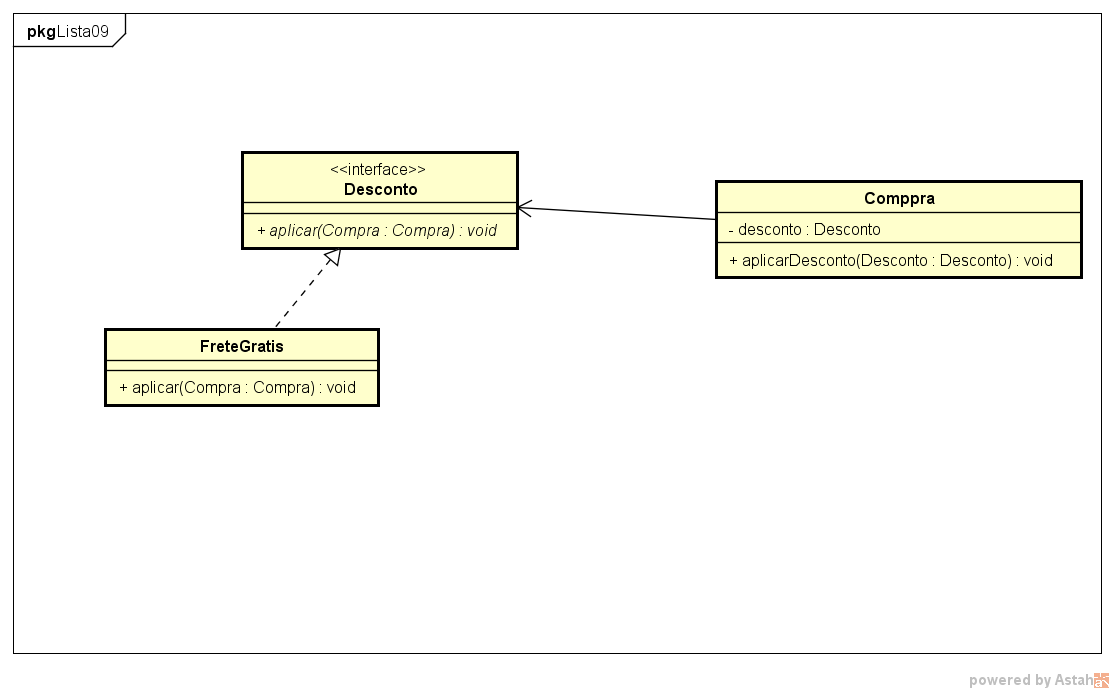 pkgLista09
<<interface>>
Desconto
+ aplicar(Compra : Compra) : void
Comppra
- desconto : Desconto
+ aplicarDesconto(Desconto : Desconto) : void
FreteGratis
+ aplicar(Compra : Compra) : void
powered by Astah